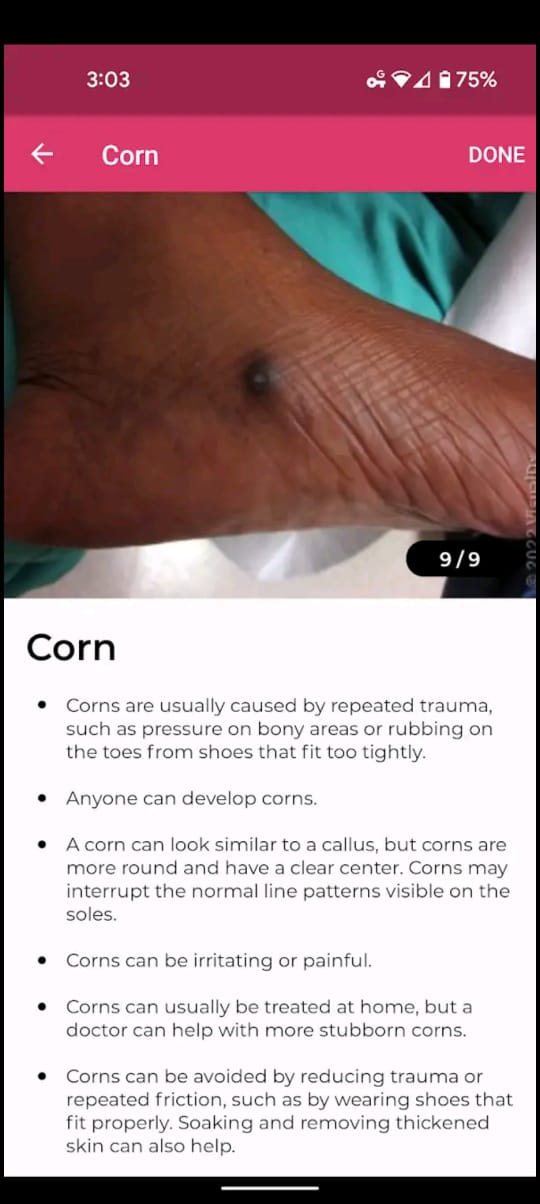 3:03
G
75%
Corn
DONE
© 2022 VisualDx
9/9
Corn
• Corns are usually caused by repeated trauma,
such as pressure on bony areas or rubbing on
the toes from shoes that fit too tightly.
• Anyone can develop corns.
• A corn can look similar to a callus, but corns are
more round and have a clear center. Corns may
interrupt the normal line patterns visible on the
soles.
• Corns can be irritating or painful.
• Corns can usually be treated at home, but a
doctor can help with more stubborn corns.
• Corns can be avoided by reducing trauma or
repeated friction, such as by wearing shoes that
fit properly. Soaking and removing thickened
skin can also help.